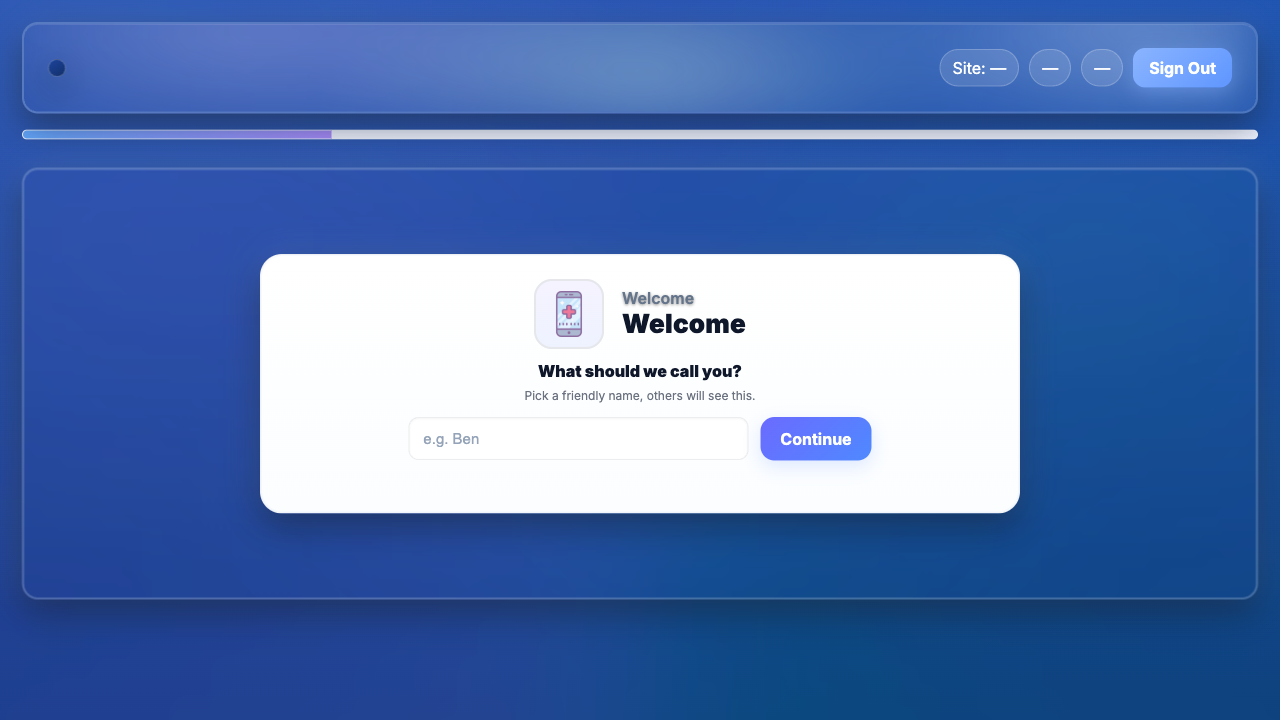 Site: — — — Sign Out
Welcome
Welcome
What should we call you?
Pick a friendly name, others will see this.
e.g. Ben Continue